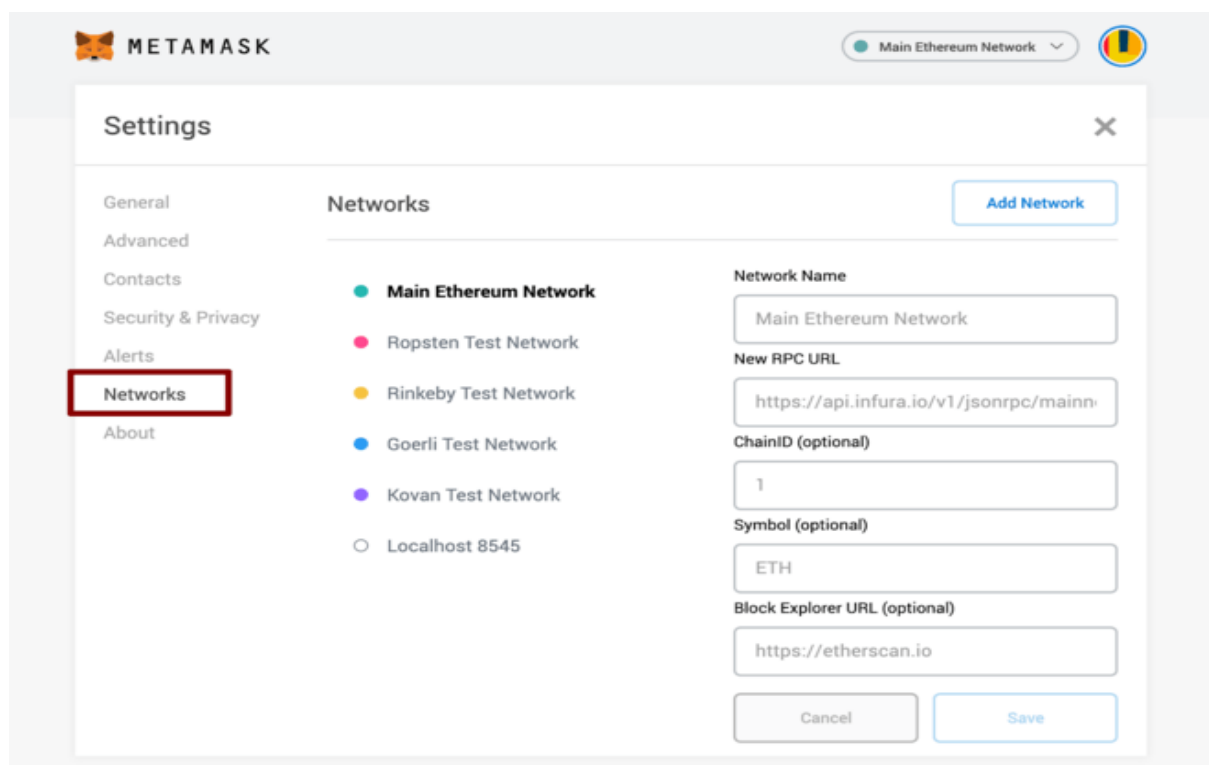 METAMASK
Main Ethereum Network
Settings
General
Advanced
Contacts
Security & Privacy
Alerts
Networks
About
Networks
Add Network
Main Ethereum Network
Ropsten Test Network
Rinkeby Test Network
Goerli Test Network
Kovan Test Network
Localhost 8545
Network Name
Main Ethereum Network
New RPC URL
https://api.infura.io/v1/jsonrpc/mainn
ChainID (optional)
1
Symbol (optional)
ETH
Block Explorer URL (optional)
https://etherscan.io
Cancel
Save